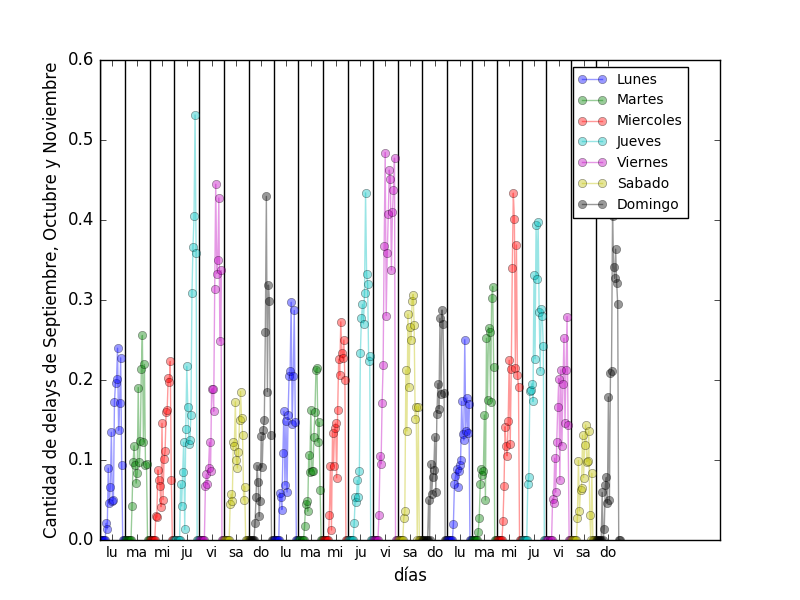 Cantidad de delays de Septiembre, Octubre y Noviembre
0.6
0.5
0.4
0.3
0.2
0.1
0.0
Lunes
Martes
Miercoles
Jueves
Viernes
Sabado
Domingo
lu ma mi ju vi sa do lu ma mi ju vi sa do lu ma mi ju vi sa do
días